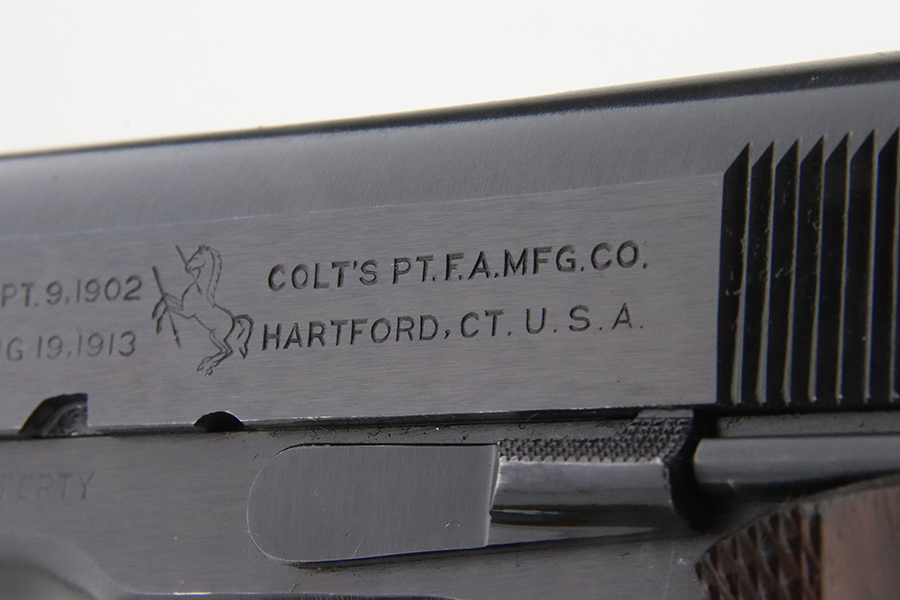 PT. 9, 1902
G 19, 1913
COLT'S PT. F. A. MFG. CO.
HARTFORD, CT. U. S. A.
PERTY